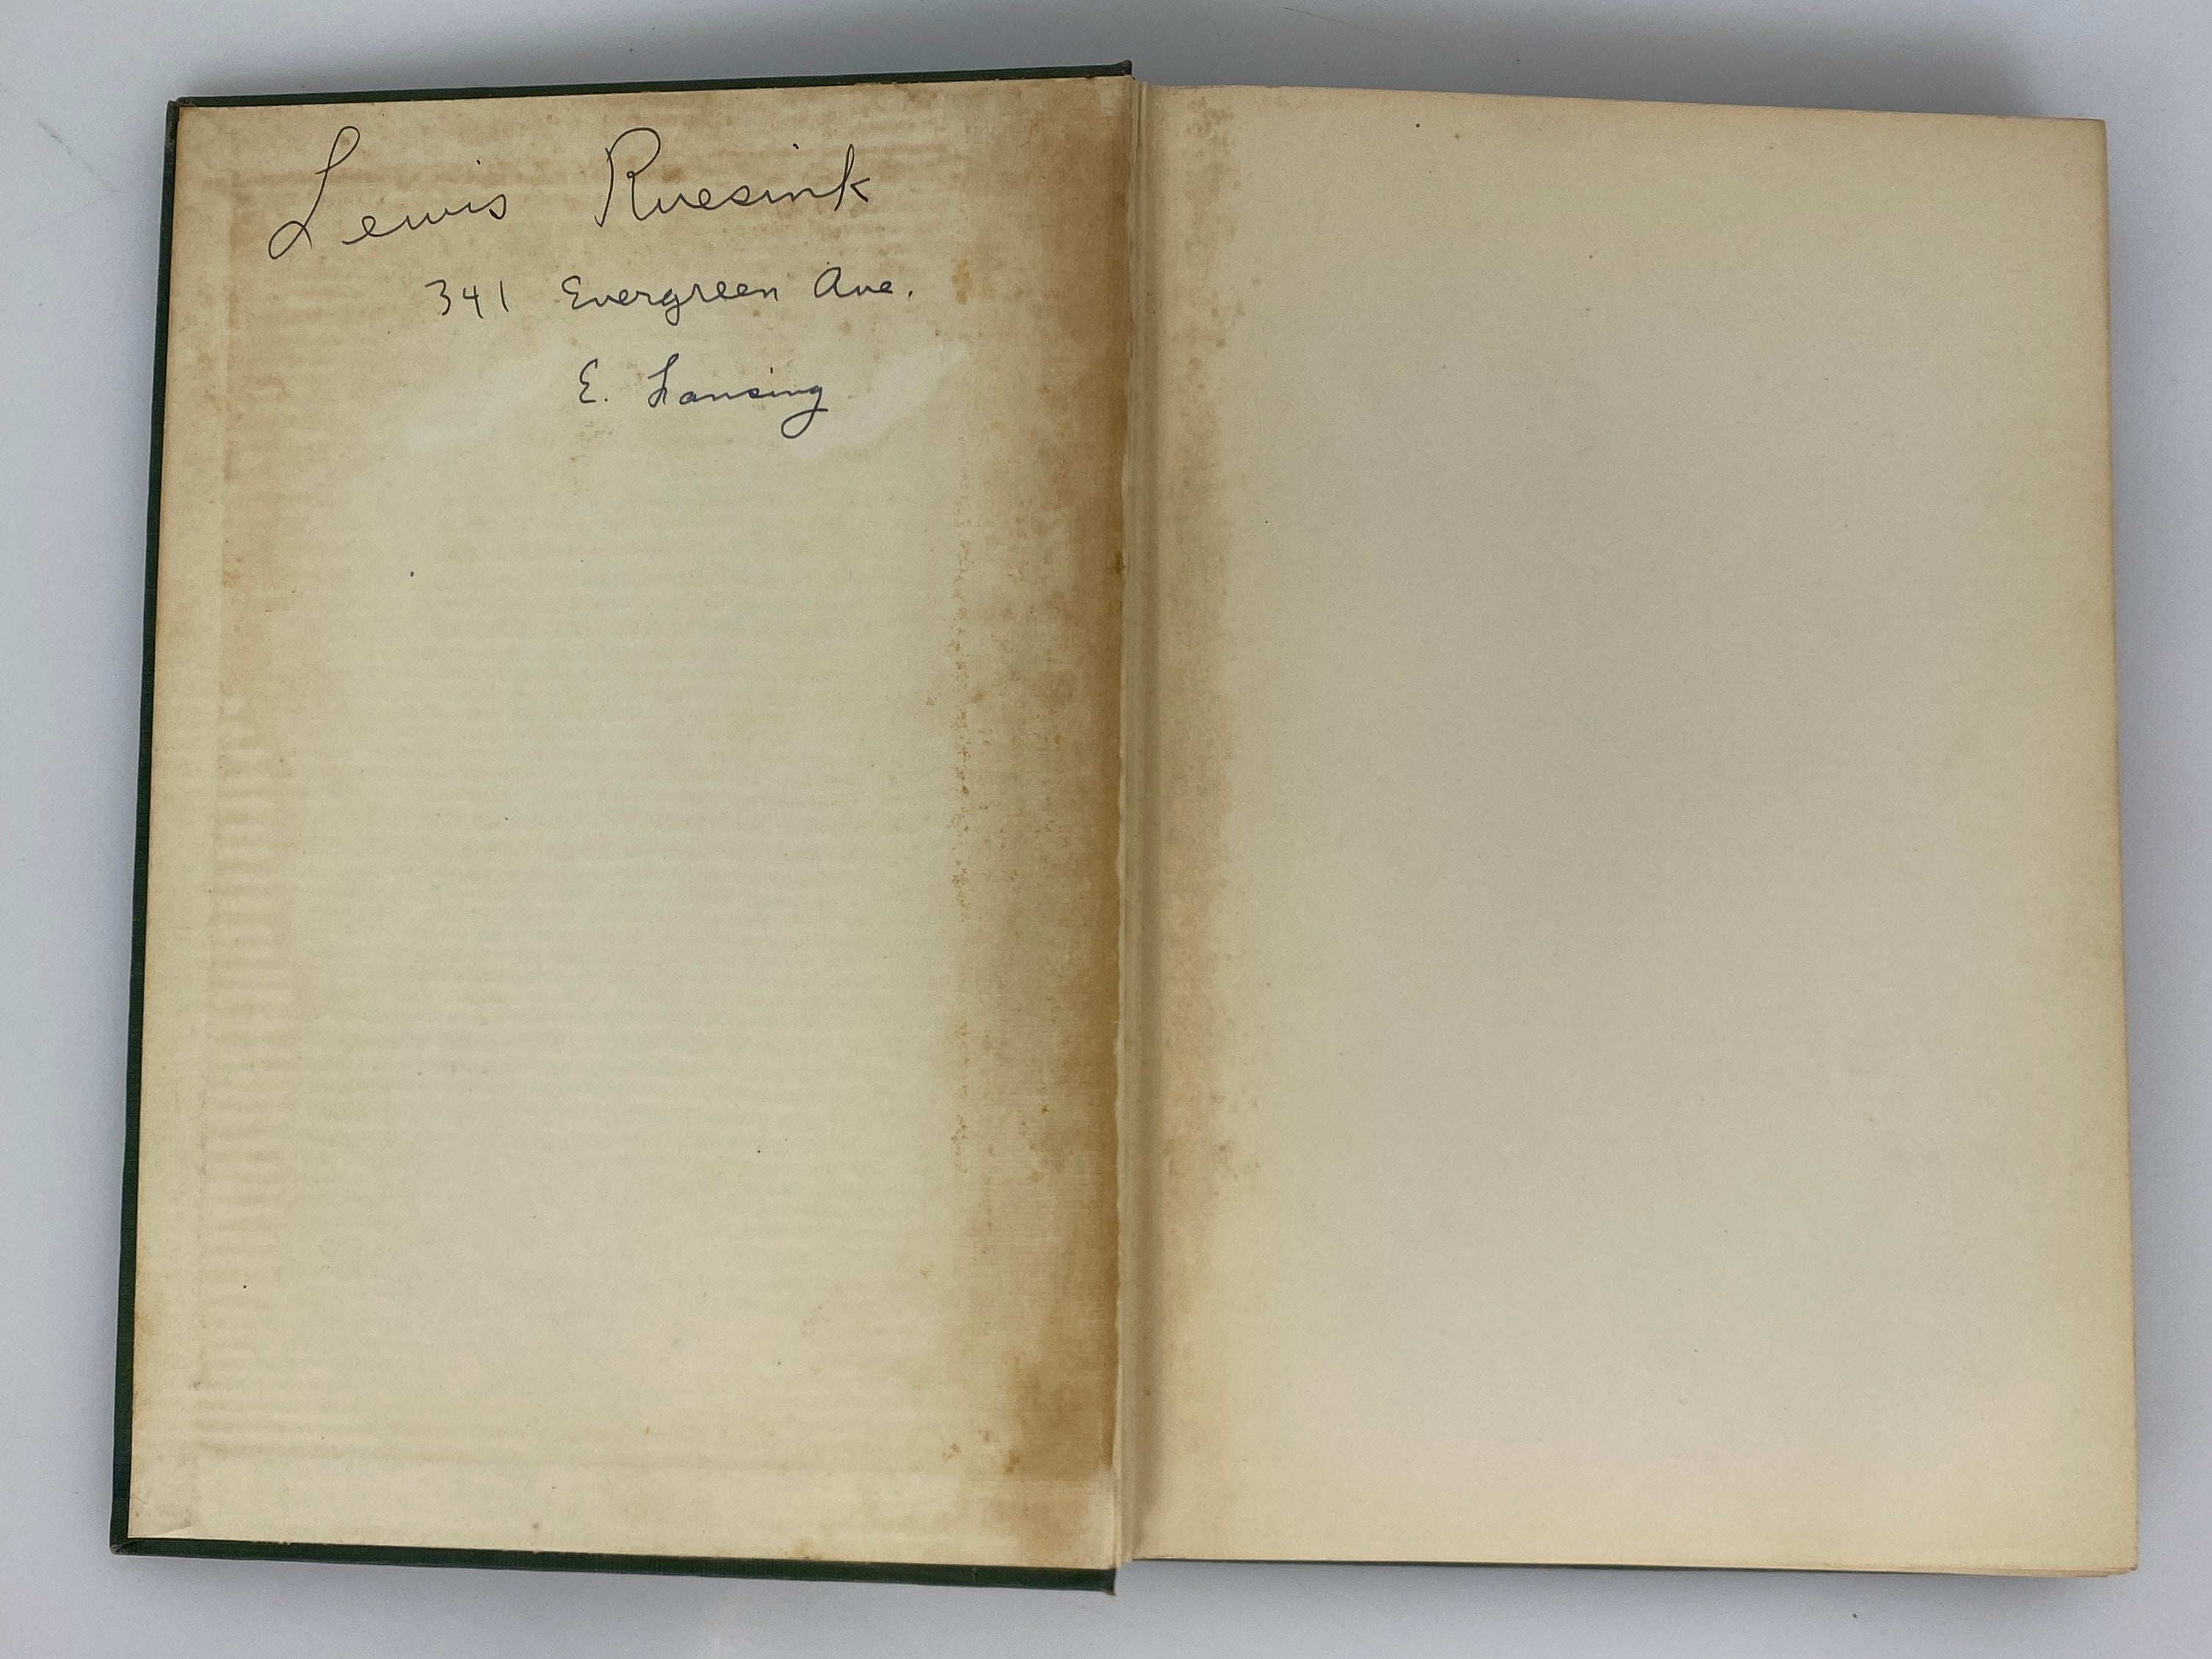 Lewis Ruesink
341 Evergreen Ave.
E. Lansing